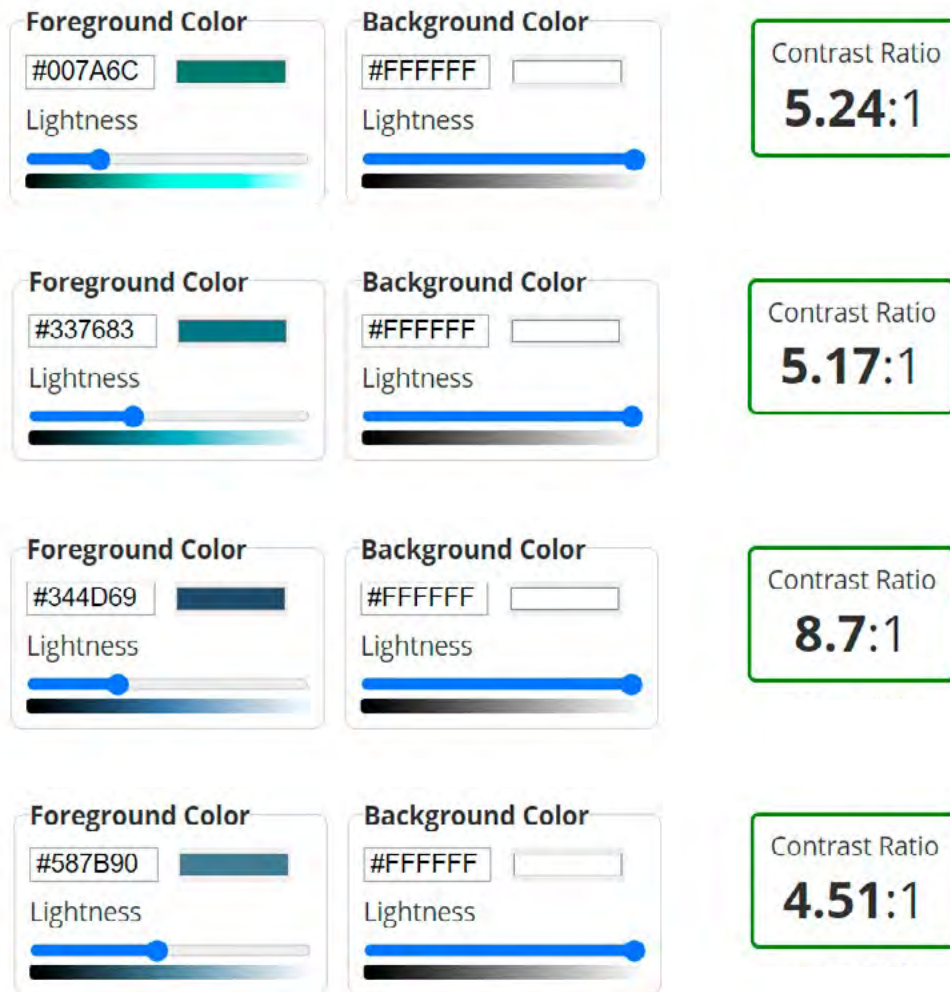 Foreground Color Background Color
#007A6C #FFFFFF
Lightness Lightness
Contrast Ratio
5.24:1
Foreground Color Background Color
#337683 #FFFFFF
Lightness Lightness
Contrast Ratio
5.17:1
Foreground Color Background Color
#344D69 #FFFFFF
Lightness Lightness
Contrast Ratio
8.7:1
Foreground Color Background Color
#587B90 #FFFFFF
Lightness Lightness
Contrast Ratio
4.51:1